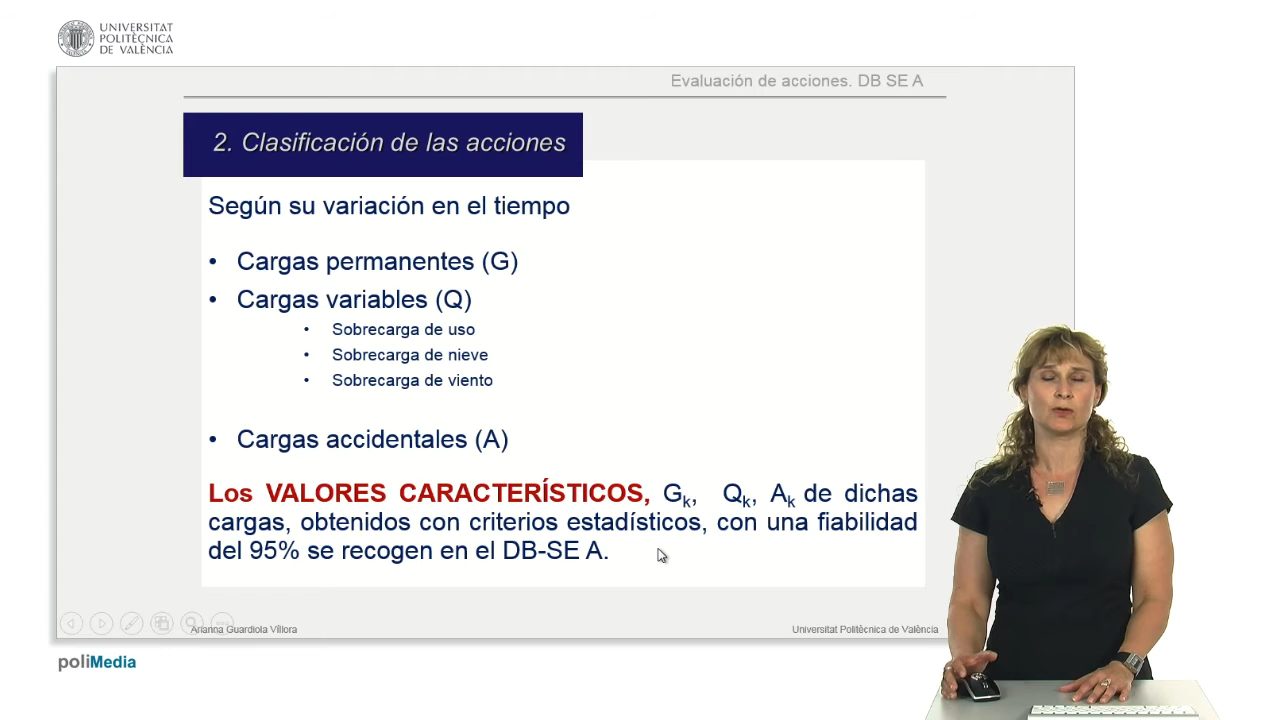 UNIVERSITAT
POLITÈCNICA
DE VALÈNCIA
Evaluación de acciones. DB SE A
2. Clasificación de las acciones
Según su variación en el tiempo
• Cargas permanentes (G)
• Cargas variables (Q)
• Sobrecarga de uso
• Sobrecarga de nieve
• Sobrecarga de viento
• Cargas accidentales (A)
Los VALORES CARACTERÍSTICOS, Gk, Qk, Ak de dichas
cargas, obtenidos con criterios estadísticos, con una fiabilidad
del 95% se recogen en el DB-SE A.
Arianna Guardiola Víllora
Universitat Politècnica de València
poliMedia